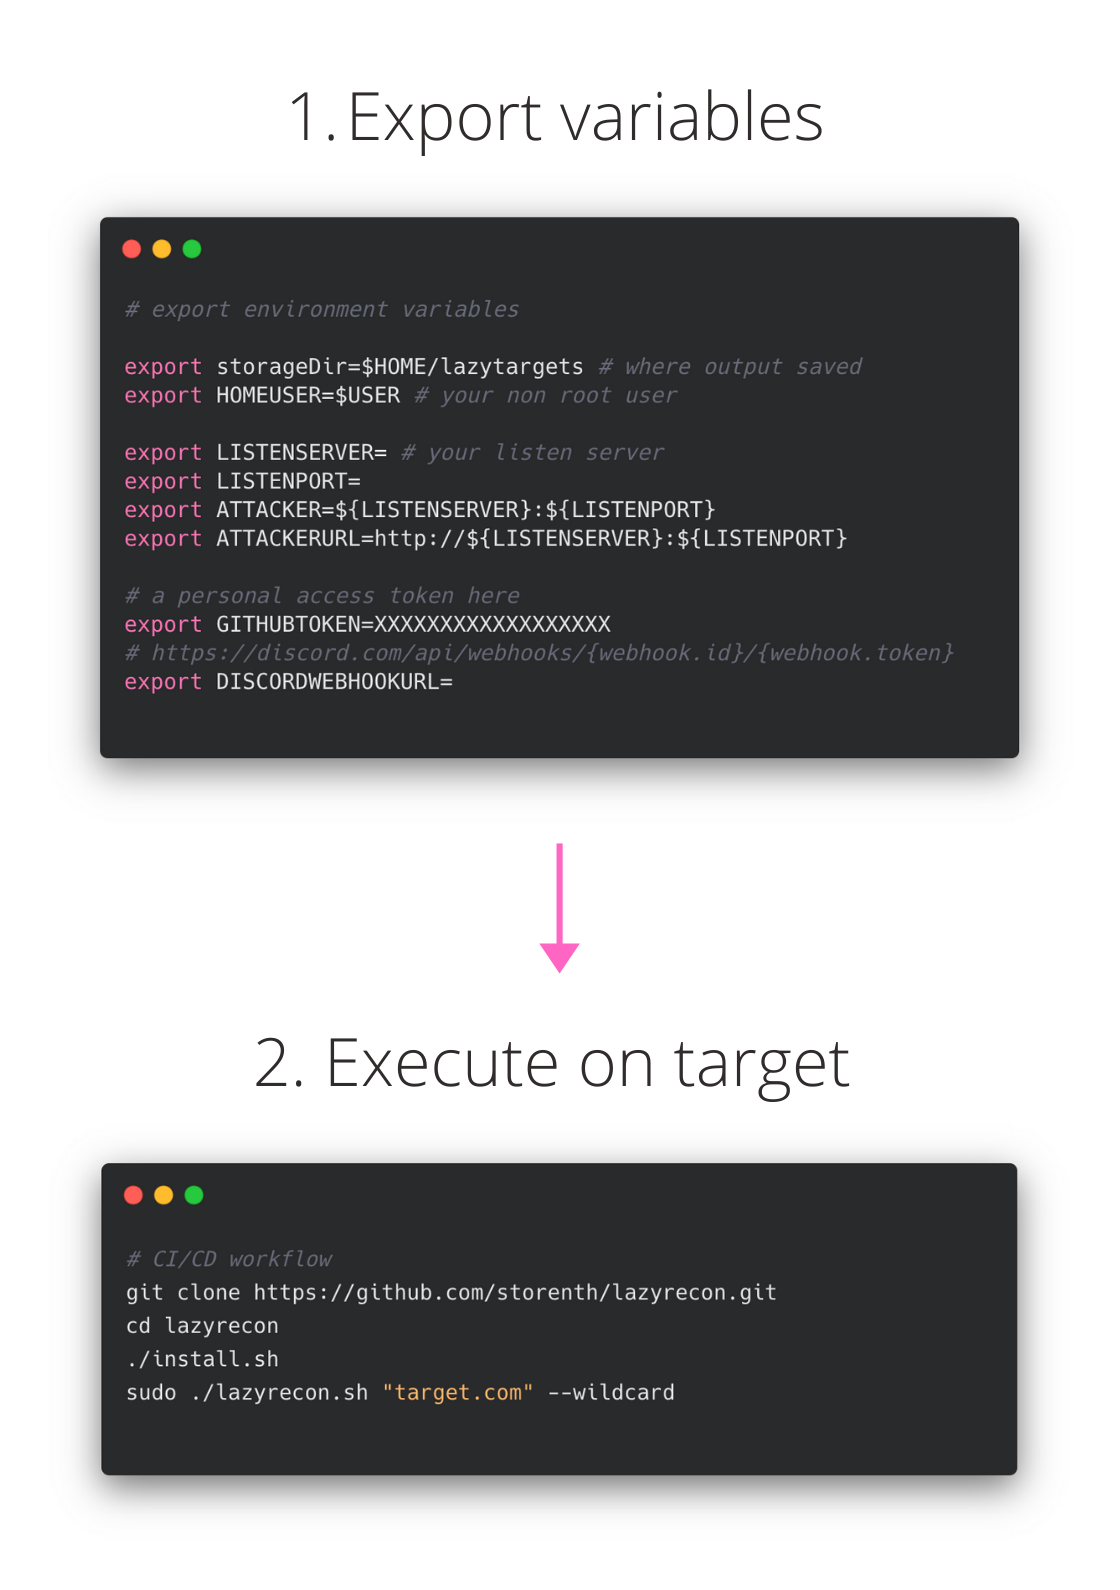 1. Export variables
# export environment variables
export storageDir=$HOME/lazytargets # where output saved
export HOMEUSER=$USER # your non root user
export LISTENSERVER= # your listen server
export LISTENPORT=
export ATTACKER=${LISTENSERVER}:${LISTENPORT}
export ATTACKERURL=http://${LISTENSERVER}:${LISTENPORT}
# a personal access token here
export GITHUBTOKEN=XXXXXXXXXXXXXXXXXX
# https://discord.com/api/webhooks/{webhook.id}/{webhook.token}
export DISCORDWEBHOOKURL=
2. Execute on target
# CI/CD workflow
git clone https://github.com/storenth/lazyrecon.git
cd lazyrecon
./install.sh
sudo ./lazyrecon.sh "target.com" --wildcard